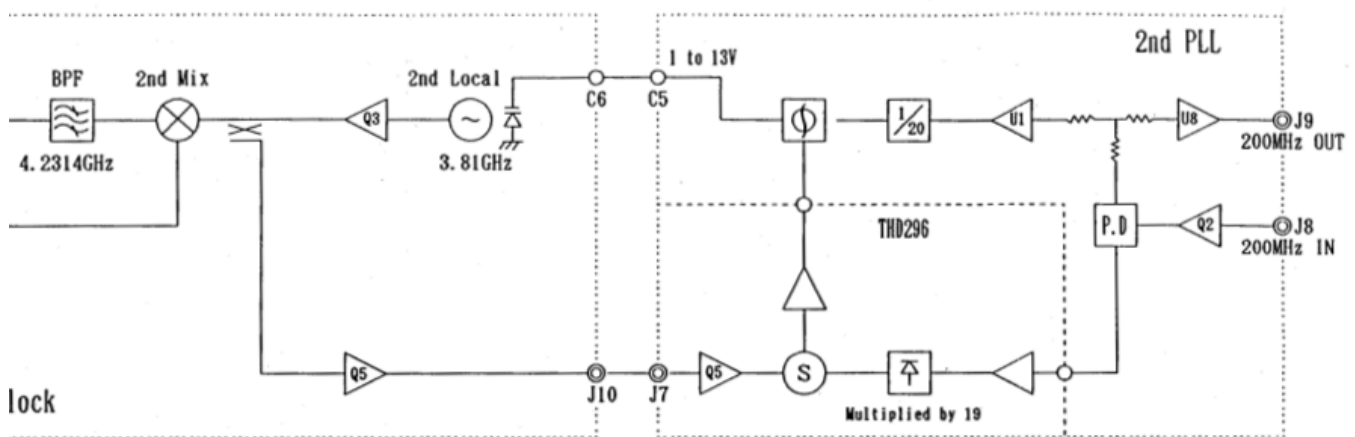 2nd PLL
1 to 13V
BPF
2nd Mix
2nd Local
C6
C5
Q3
~
ϕ
1/20
U1
U8
J9
200MHz OUT
4.2314GHz
3.81GHz
THD296
P.D
Q2
J8
200MHz IN
Q5
J10
J7
Q5
S
Multiplied by 19
lock